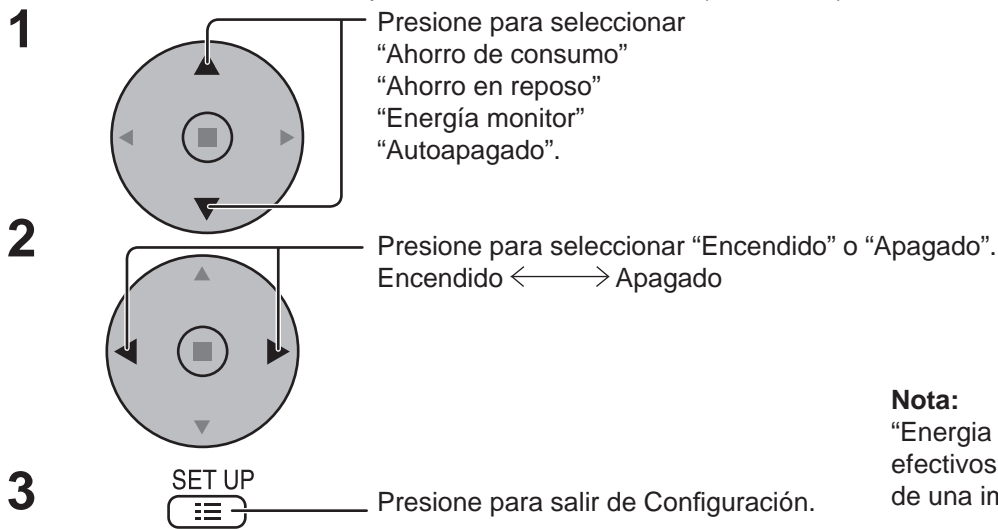 1
Presione para seleccionar
“Ahorro de consumo”
“Ahorro en reposo”
“Energía monitor”
“Autoapagado”.
2
Presione para seleccionar “Encendido” o “Apagado”.
Encendido ⟷ Apagado
Nota:
“Energia
efectivos
de una
3
SET UP
Presione para salir de Configuración.